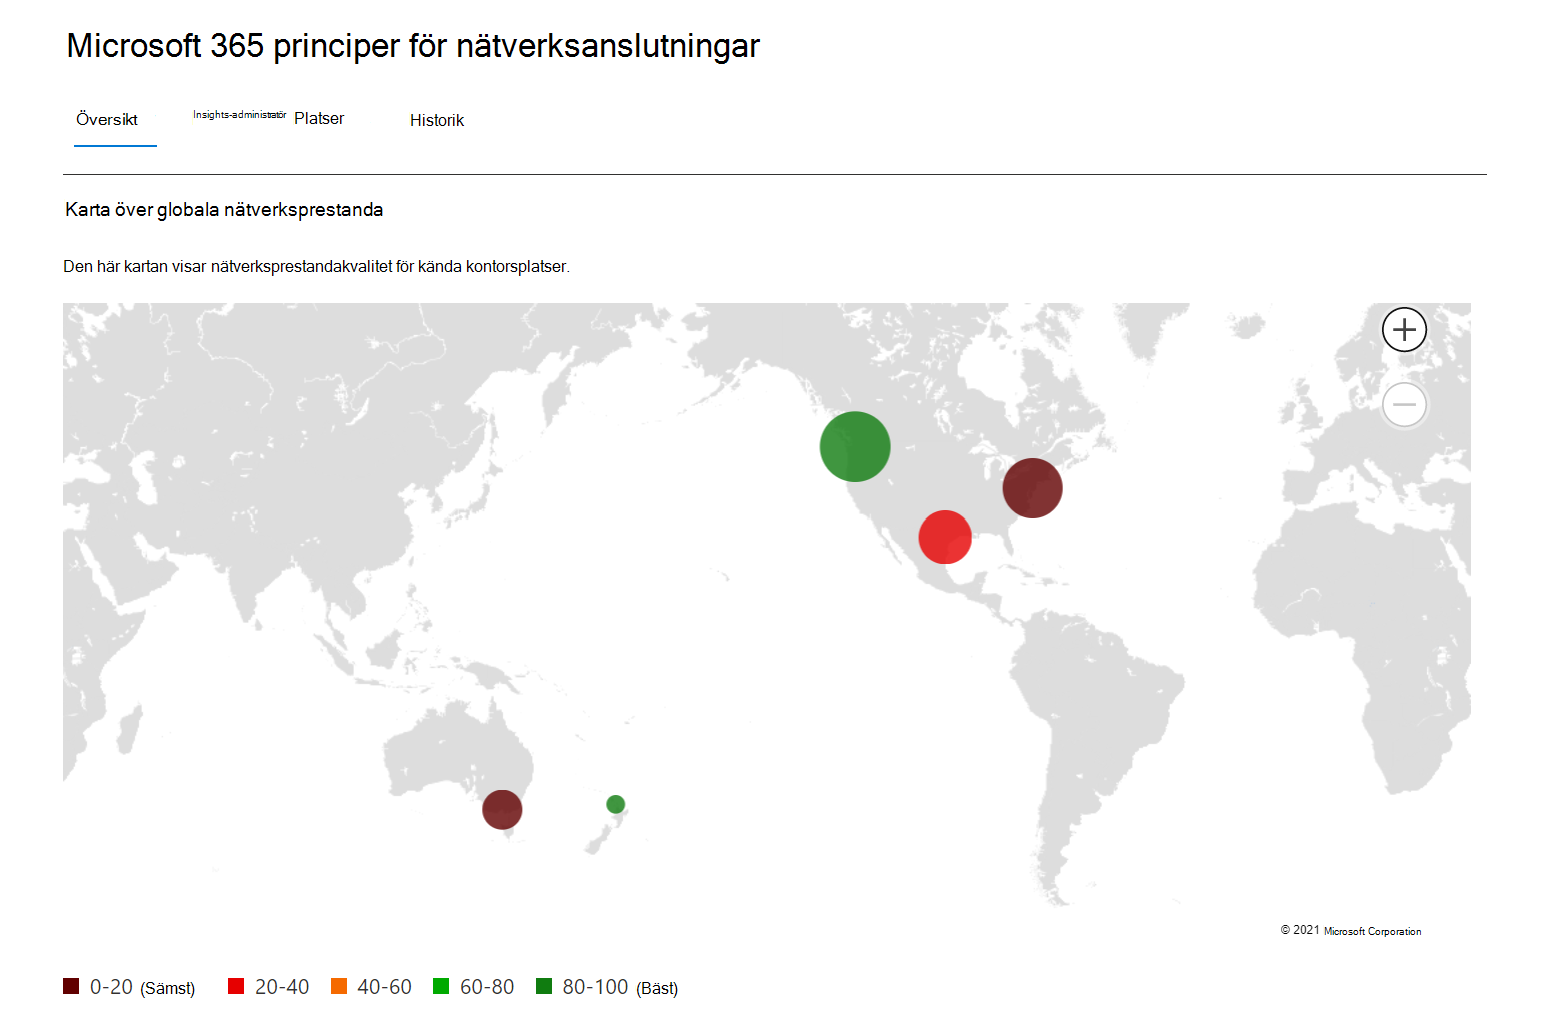 Microsoft 365 principer för nätverksanslutningar
Översikt Insights-administratör Platser Historik
Karta över globala nätverksprestanda
Den här kartan visar nätverksprestandakvalitet för kända kontorsplatser.
© 2021 Microsoft Corporation
0-20 (Sämst) 20-40 40-60 60-80 80-100 (Bäst)